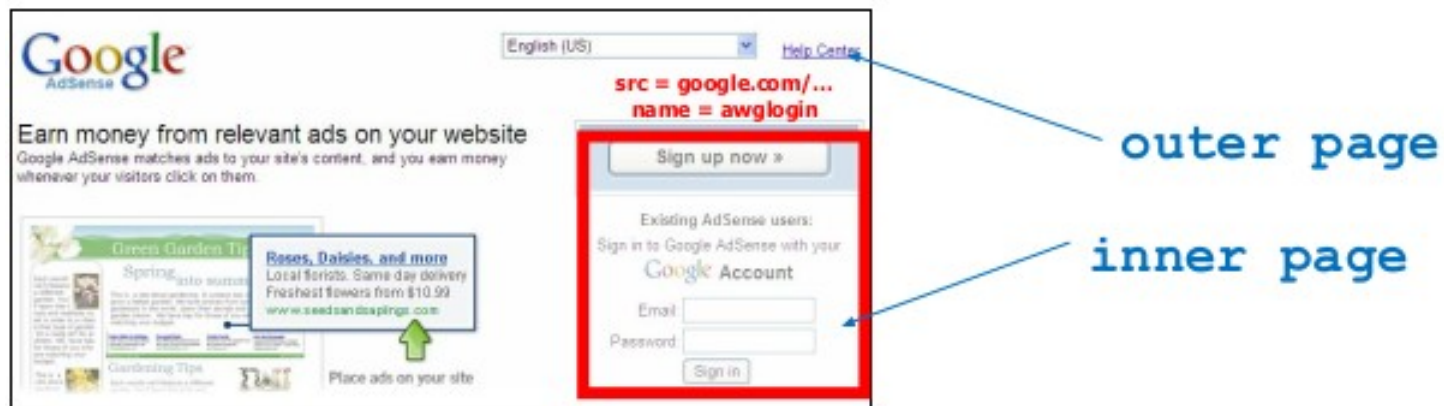 Google
AdSense
English (US)
Help Center
src = google.com/...
name = awglogin
outer page
Earn money from relevant ads on your website
Google AdSense matches ads to your site's content, and you earn money
whenever your visitors click on them.
Sign up now »
Existing AdSense users:
Sign in to Google AdSense with your
Google Account
inner page
Email
Password
Sign in
Green Garden
Spring
into summ
Roses, Daisies, and more
Local florists. Same day delivery
Freshest flowers from $10.99
www.seedsandsaplings.com
Gardening Tips
Place ads on your site